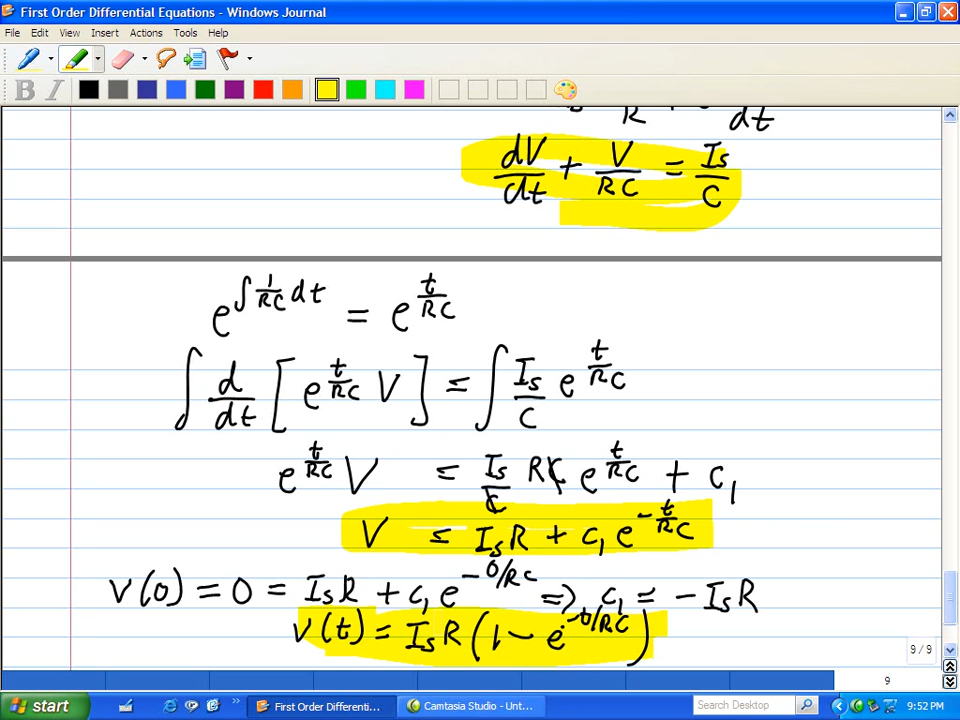 First Order Differential Equations - Windows Journal
File Edit View Insert Actions Tools Help
B I
R dt
dV/dt + V/RC = Is/C
e^∫ 1/RC dt = e^t/RC
∫ d/dt [ e^t/RC V ] = ∫ Is/C e^t/RC
e^t/RC V = Is/C RC e^t/RC + c₁
V = IsR + c₁ e^-t/RC
V(0) = 0 = IsR + c₁ e^-0/RC => c₁ = - IsR
V(t) = IsR (1 - e^-t/RC)
9 / 9
9
start First Order Differenti... Camtasia Studio - Unt... Search Desktop 9:52 PM